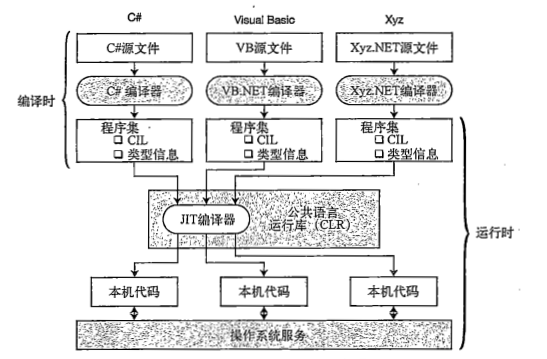 C#
Visual Basic
Xyz
C#源文件
VB源文件
Xyz.NET源文件
编译时
C# 编译器
VB.NET编译器
Xyz.NET编译器
程序集
CIL
类型信息
程序集
CIL
类型信息
程序集
CIL
类型信息
JIT编译器
公共语言
运行库（CLR）
运行时
本机代码
本机代码
本机代码
操作系统服务